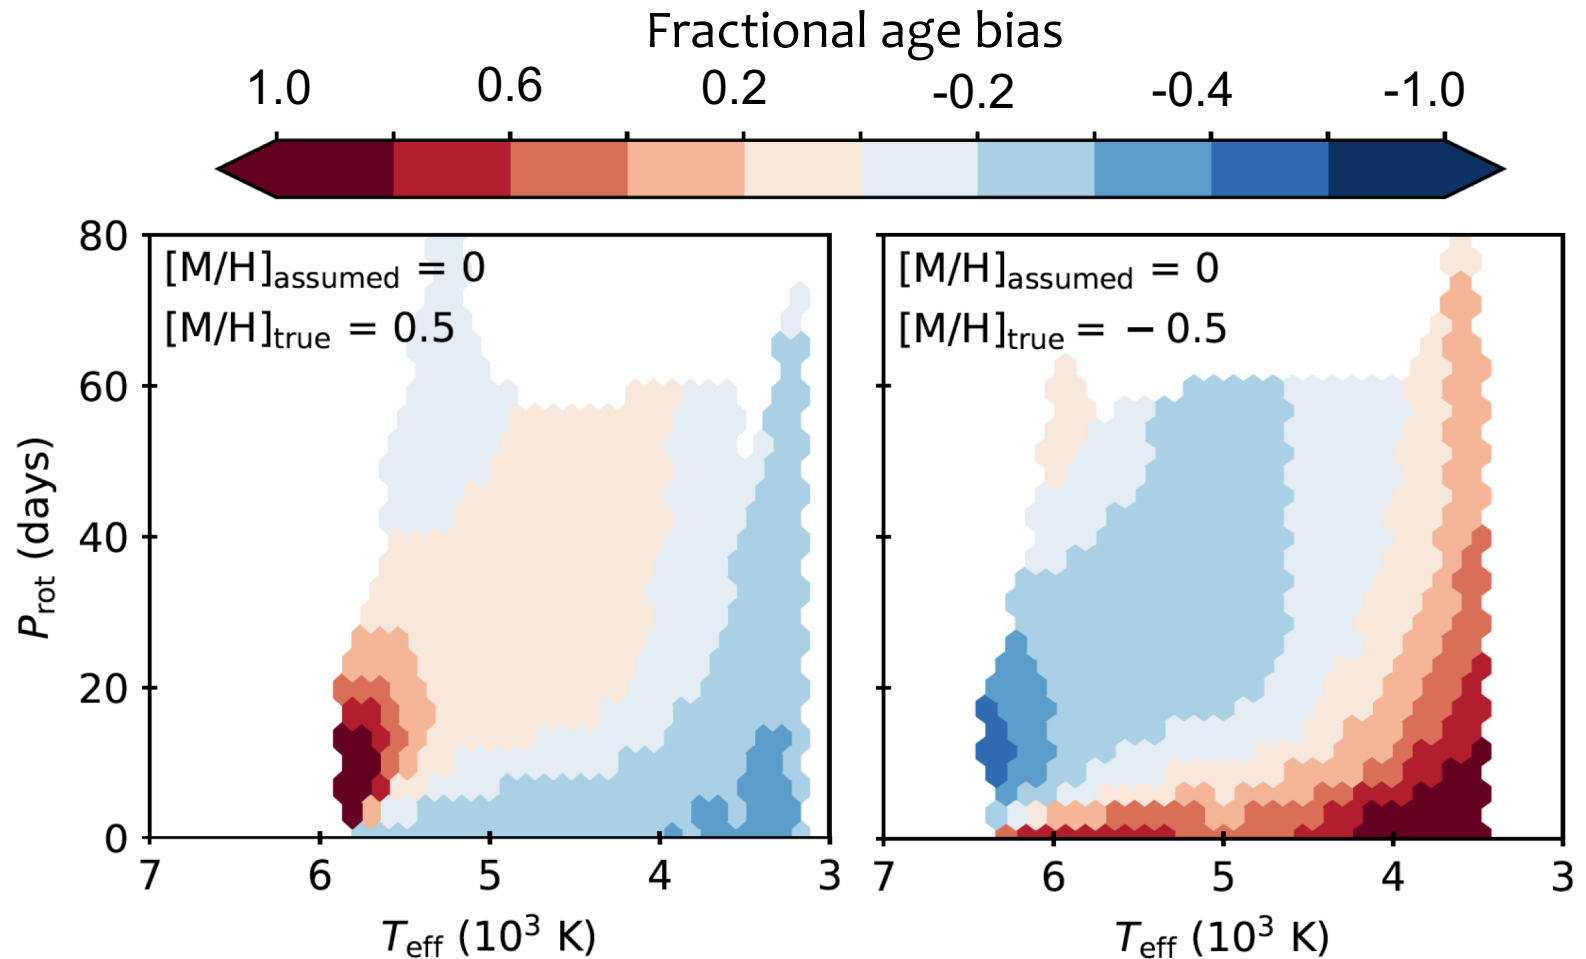 Fractional age bias
1.0 0.6 0.2 -0.2 -0.4 -1.0
[M/H]assumed = 0
[M/H]true = 0.5
[M/H]assumed = 0
[M/H]true = − 0.5
80
60
40
20
0
Prot (days)
7 6 5 4 3
7 6 5 4 3
Teff (10³ K)
Teff (10³ K)